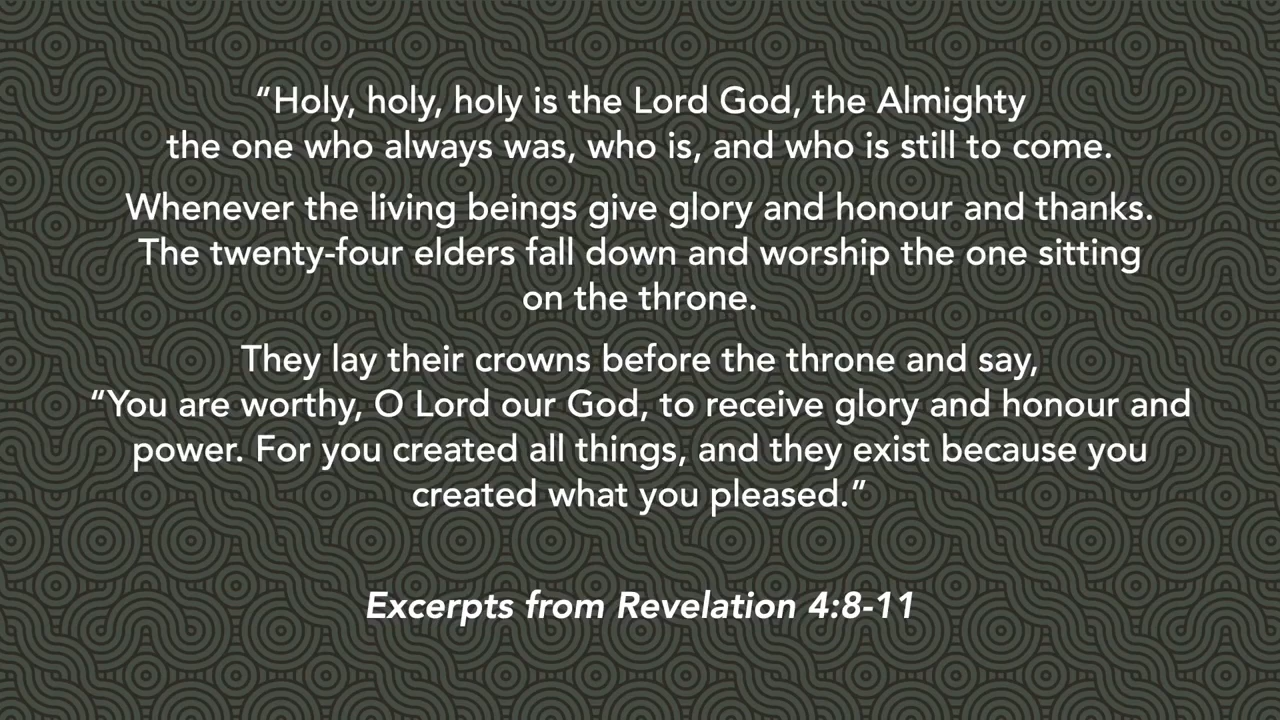 “Holy, holy, holy is the Lord God, the Almighty
the one who always was, who is, and who is still to come.
Whenever the living beings give glory and honour and thanks.
The twenty-four elders fall down and worship the one sitting
on the throne.
They lay their crowns before the throne and say,
“You are worthy, O Lord our God, to receive glory and honour and
power. For you created all things, and they exist because you
created what you pleased.”
Excerpts from Revelation 4:8-11